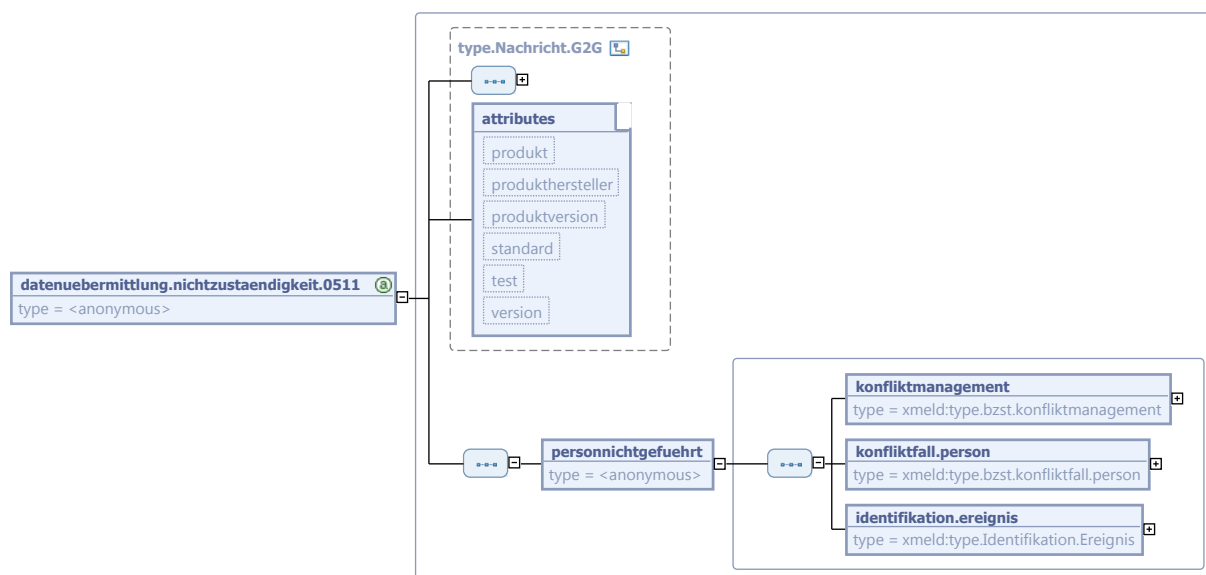 type.Nachricht.G2G
attributes
produkt
produkthersteller
produktversion
standard
test
version
datenuebermittlung.nichtzustaendigkeit.0511 a
type = <anonymous>
personnichtgefuehrt
type = <anonymous>
konfliktmanagement
type = xmeld:type.bzst.konfliktmanagement
konfliktfall.person
type = xmeld:type.bzst.konfliktfall.person
identifikation.ereignis
type = xmeld:type.Identifikation.Ereignis